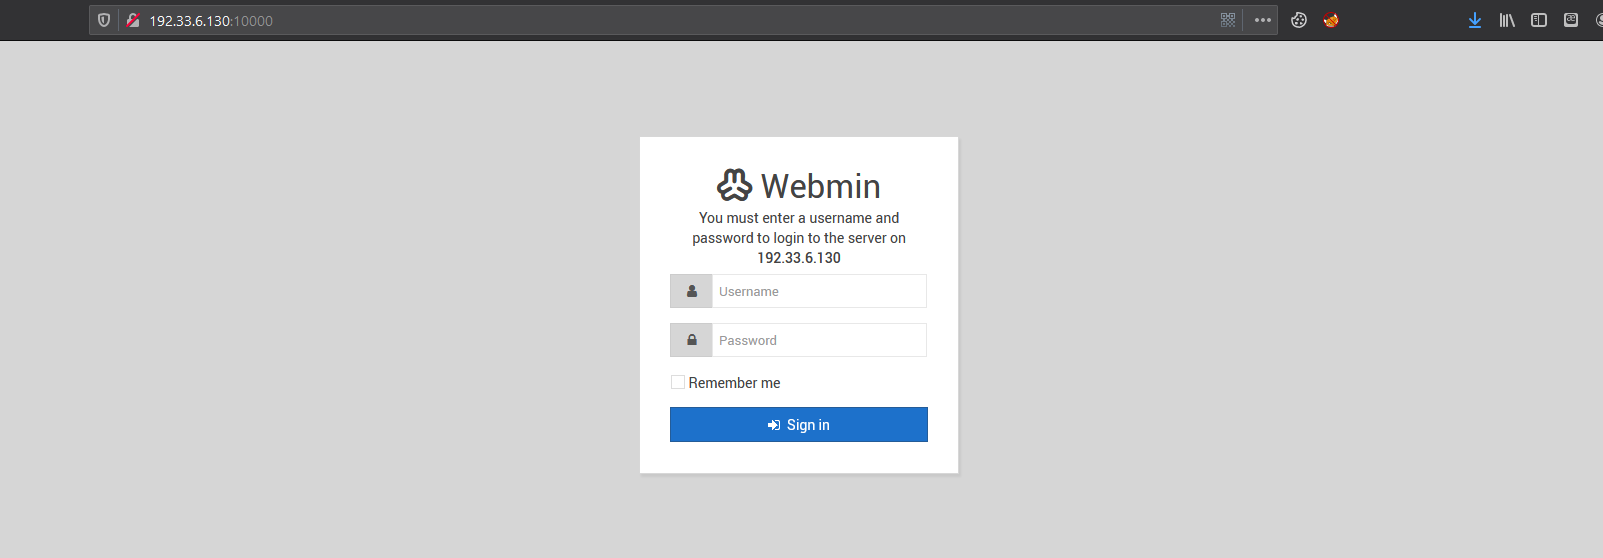 192.33.6.130:10000
Webmin
You must enter a username and
password to login to the server on
192.33.6.130
Username
Password
Remember me
Sign in